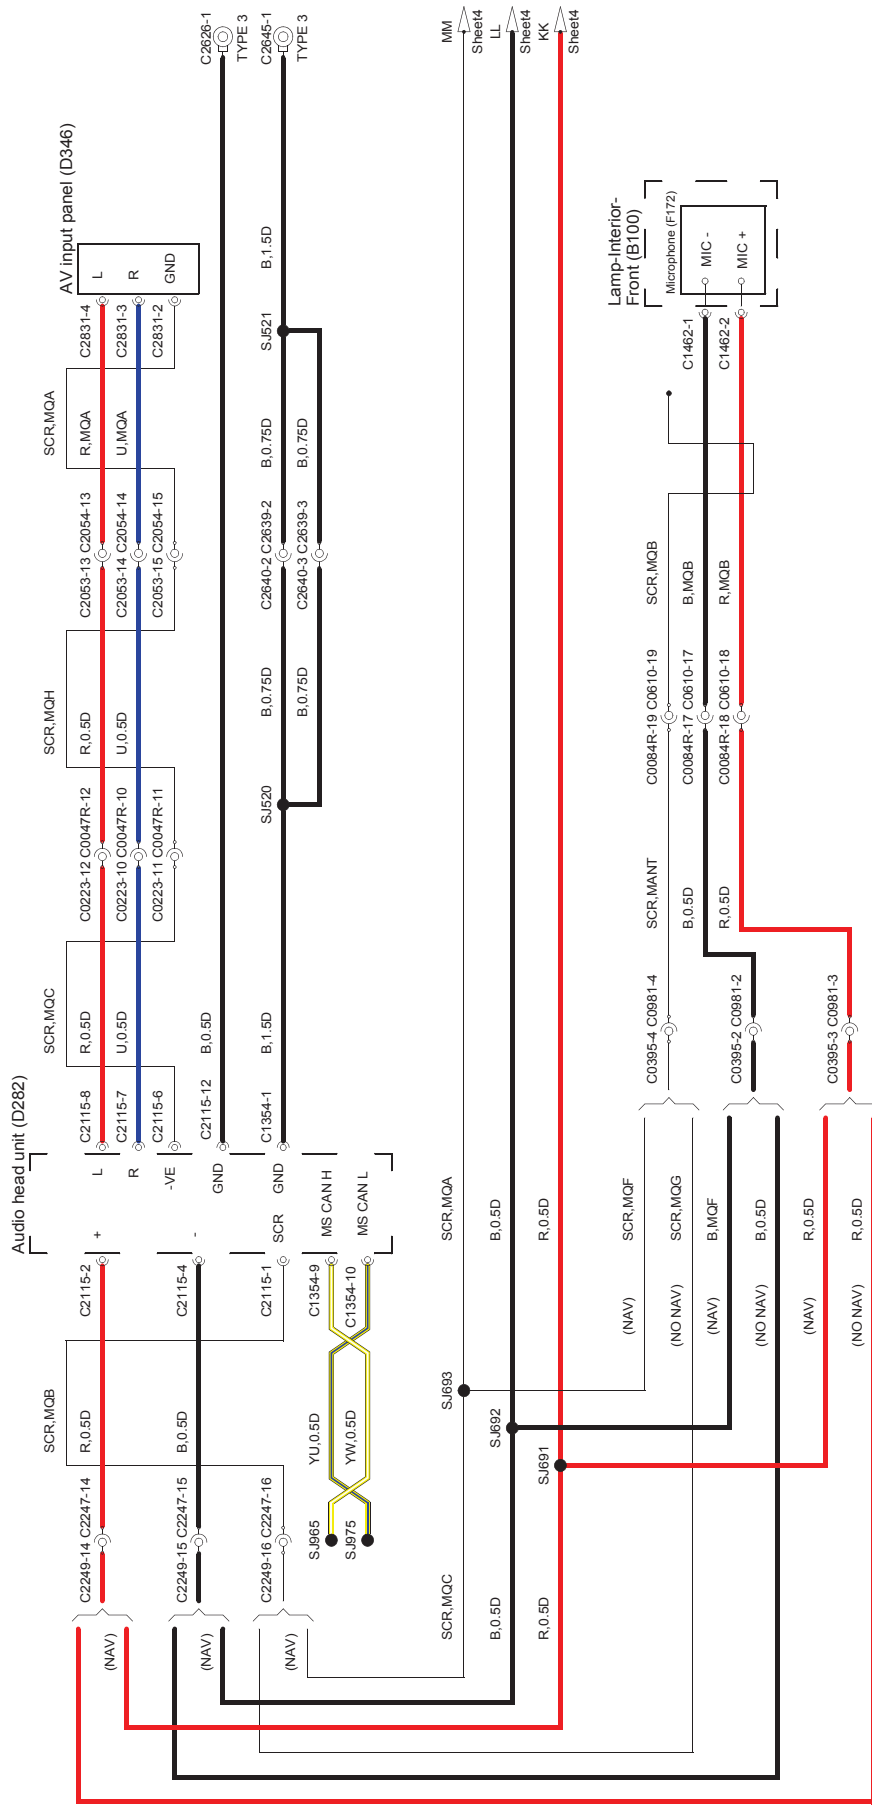 Audio head unit (D282)
+
C2115-2
R,0.5D
C2249-14 C2247-14
(NAV)
-
C2115-4
B,0.5D
C2249-15 C2247-15
(NAV)
SCR
C2115-1
SCR,MQB
C2249-16 C2247-16
(NAV)
MS CAN H
C1354-9
YU,0.5D
SJ965
MS CAN L
C1354-10
YW,0.5D
SJ975
L
C2115-8
SCR,MQC
R,0.5D
C0223-12 C0047R-12
SCR,MQH
R,0.5D
C2053-13 C2054-13
SCR,MQA
R,MQA
C2831-4
L
AV input panel (D346)
R
C2115-7
U,0.5D
C0223-10 C0047R-10
U,0.5D
C2053-14 C2054-14
U,MQA
C2831-3
R
-VE
C2115-6
C0223-11 C0047R-11
C2053-15 C2054-15
C2831-2
GND
GND
C2115-12
B,0.5D
C2626-1
TYPE 3
GND
C1354-1
B,1.5D
SJ520
B,0.75D
C2640-2 C2639-2
B,0.75D
SJ521
B,1.5D
C2645-1
TYPE 3
B,0.75D
C2640-3 C2639-3
B,0.75D
SCR,MQC
SJ693
SCR,MQA
MM
Sheet4
B,0.5D
SJ692
B,0.5D
LL
Sheet4
R,0.5D
SJ691
R,0.5D
KK
Sheet4
(NAV)
SCR,MQF
(NO NAV)
SCR,MQG
C0395-4 C0981-4
SCR,MANT
C0084R-19 C0610-19
SCR,MQB
(NAV)
B,MQF
(NO NAV)
B,0.5D
C0395-2 C0981-2
B,0.5D
C0084R-17 C0610-17
B,MQB
C1462-1
MIC -
(NAV)
R,0.5D
(NO NAV)
R,0.5D
C0395-3 C0981-3
R,0.5D
C0084R-18 C0610-18
R,MQB
C1462-2
MIC +
Lamp-Interior-
Front (B100)
Microphone (F172)